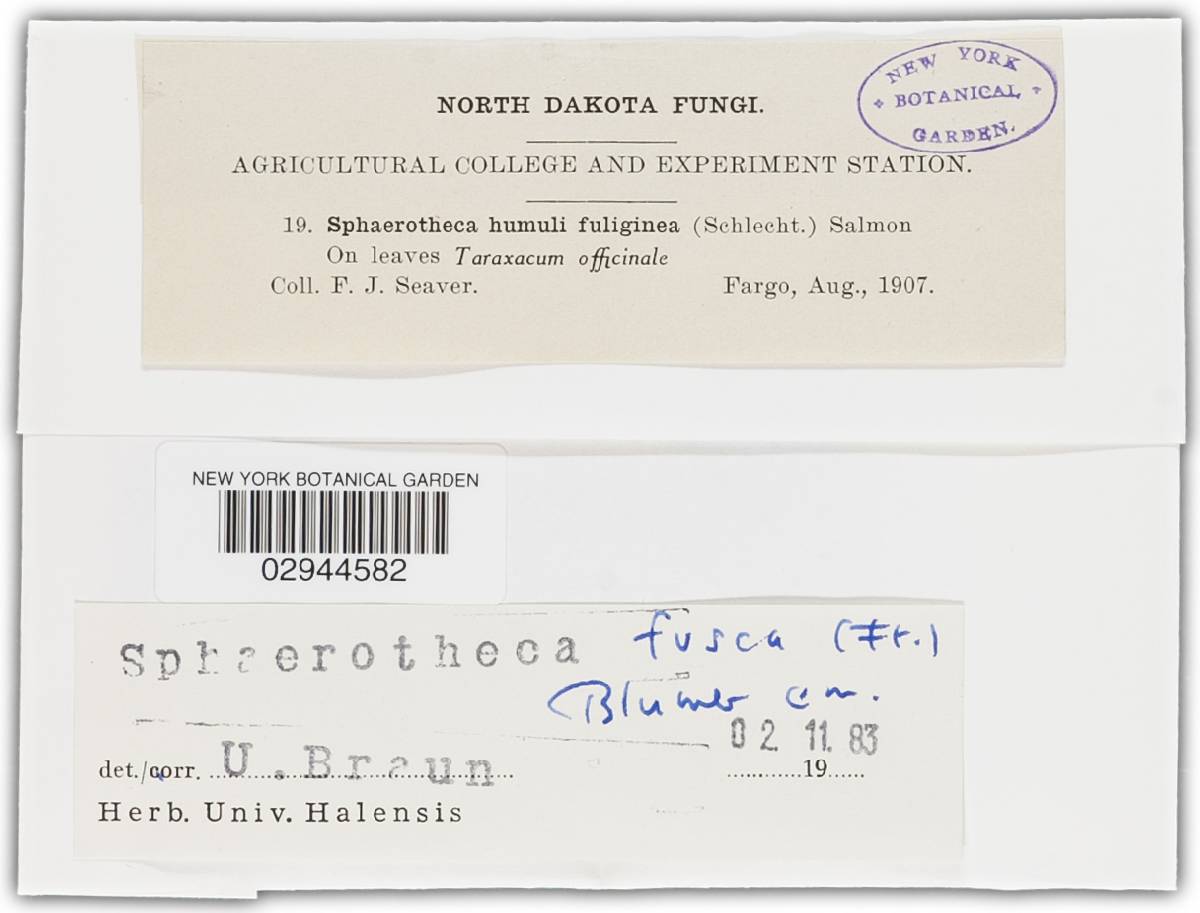 NEW YORK
BOTANICAL
GARDEN.
NORTH DAKOTA FUNGI.
AGRICULTURAL COLLEGE AND EXPERIMENT STATION.
19. Sphaerotheca humuli fuliginea (Schlecht.) Salmon
On leaves Taraxacum officinale
Coll. F. J. Seaver. Fargo, Aug., 1907.
NEW YORK BOTANICAL GARDEN
02944582
Sphaerotheca fusca (Fr.)
Blumer em.
02. 11. 83
det./corr. U. Braun 19
Herb. Univ. Halensis